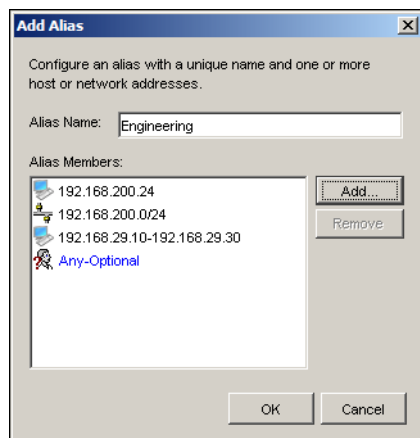 Add Alias
Configure an alias with a unique name and one or more
host or network addresses.
Alias Name: Engineering
Alias Members:
192.168.200.24
192.168.200.0/24
192.168.29.10-192.168.29.30
Any-Optional
Add...
Remove
OK Cancel